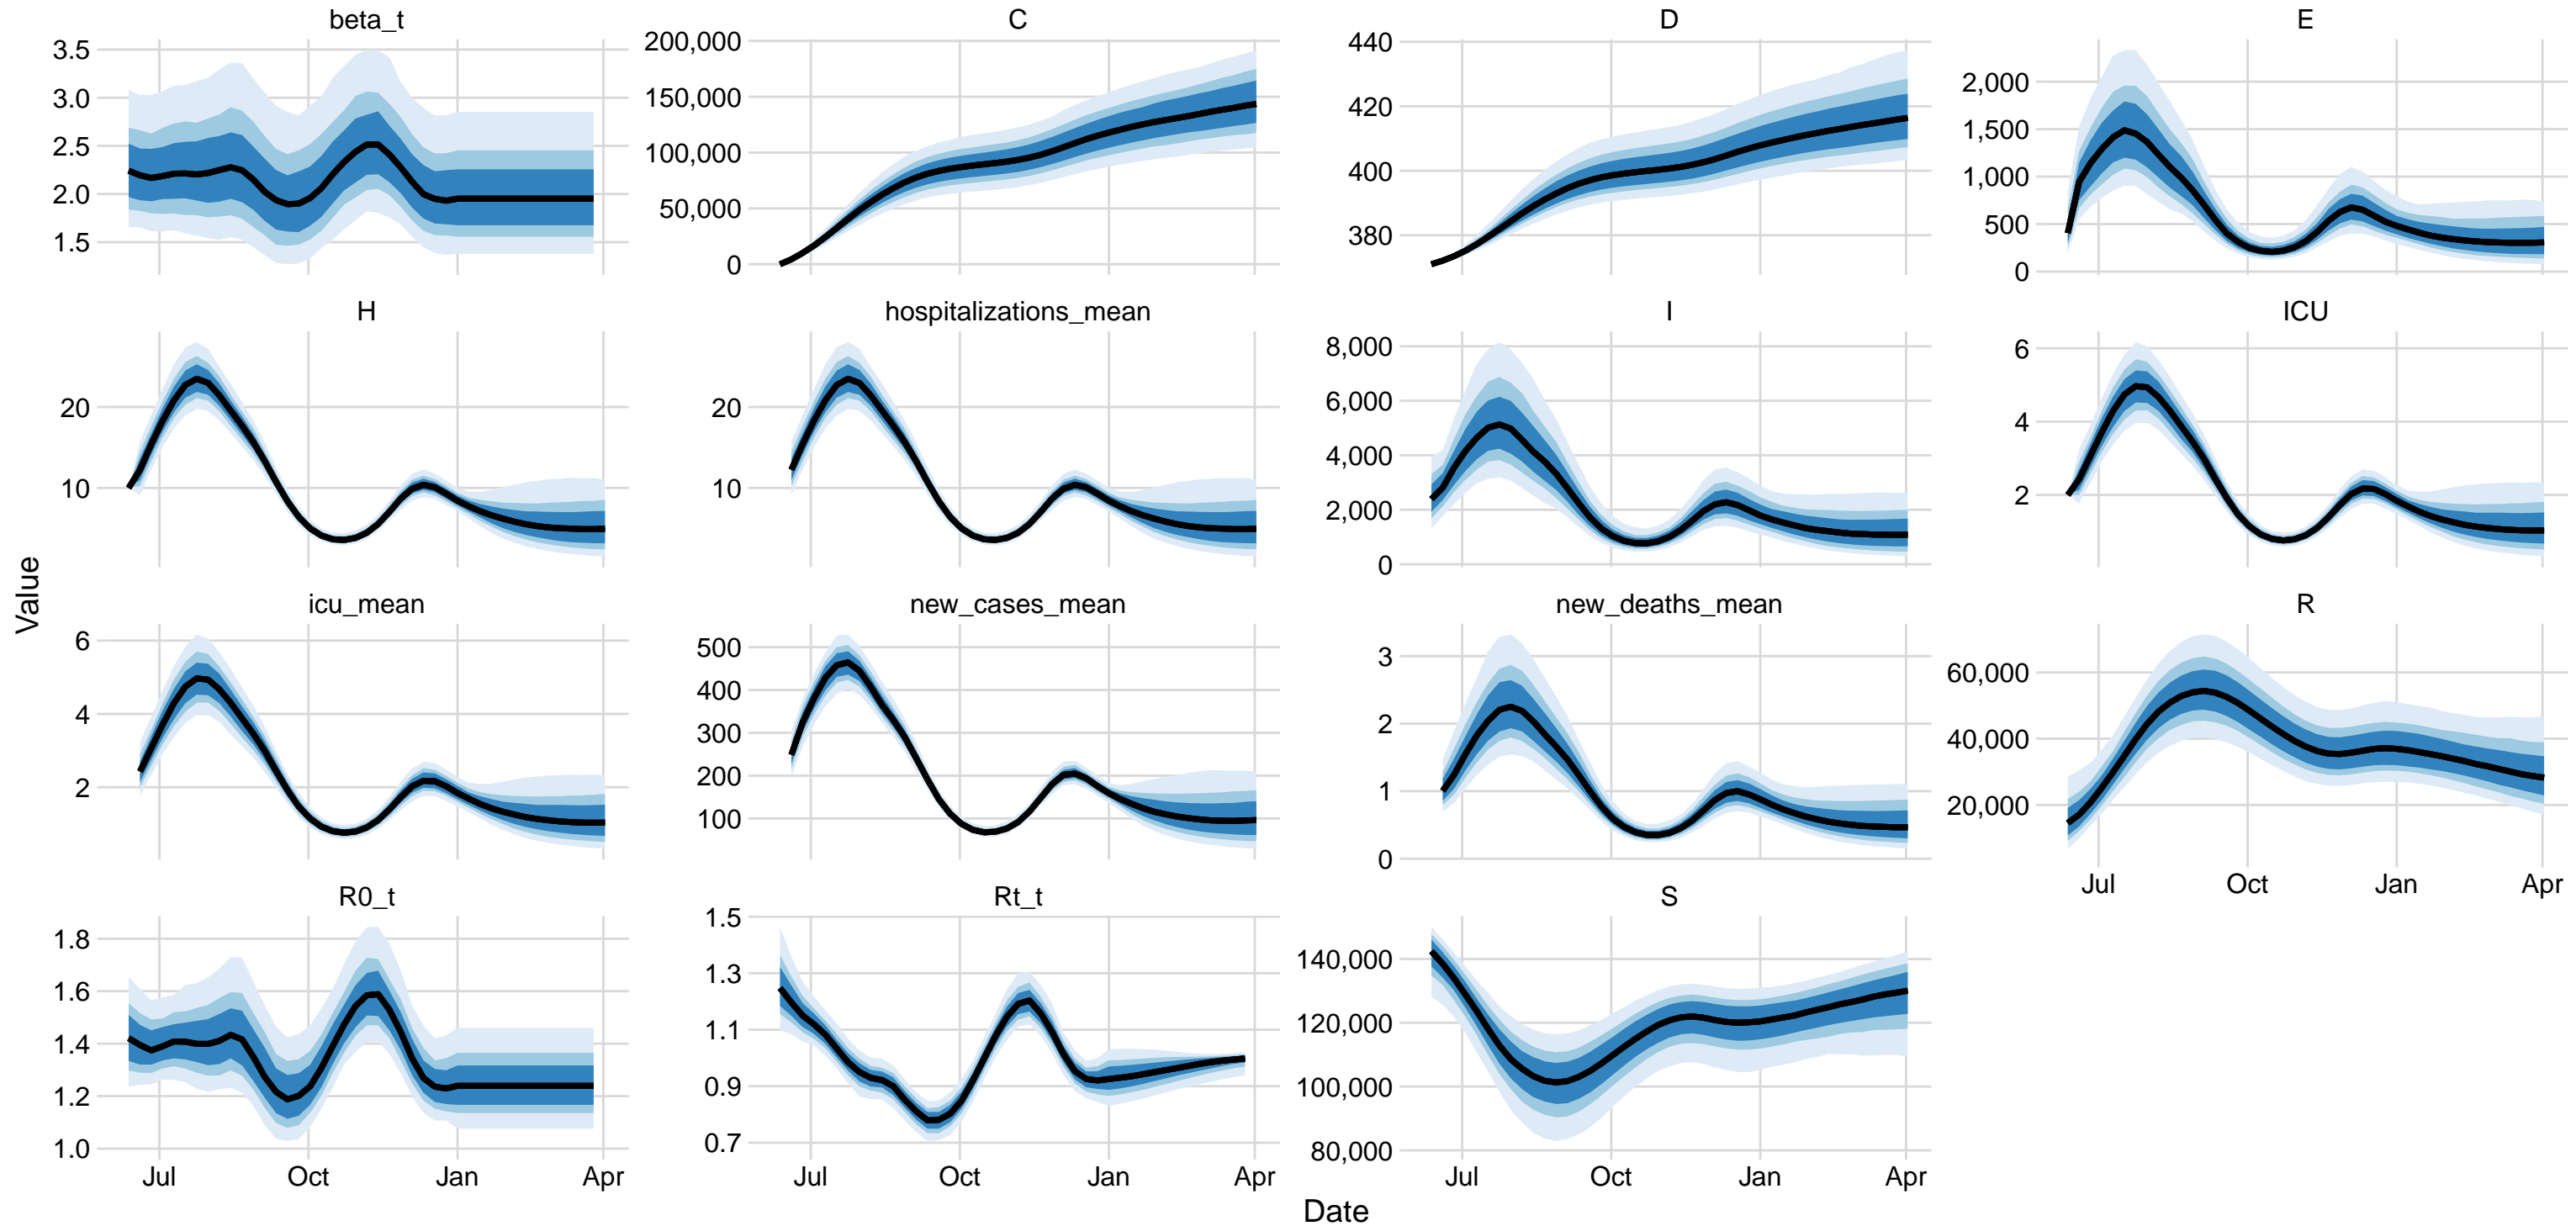 beta_t
C
D
E
3.5
3.0
2.5
2.0
1.5
200,000
150,000
100,000
50,000
0
440
420
400
380
2,000
1,500
1,000
500
0
H
hospitalizations_mean
I
ICU
20
10
20
10
8,000
6,000
4,000
2,000
0
6
4
2
icu_mean
new_cases_mean
new_deaths_mean
R
6
4
2
500
400
300
200
100
3
2
1
0
60,000
40,000
20,000
Jul Oct Jan Apr
R0_t
Rt_t
S
1.8
1.6
1.4
1.2
1.0
1.5
1.3
1.1
0.9
0.7
140,000
120,000
100,000
80,000
Jul Oct Jan Apr
Jul Oct Jan Apr
Jul Oct Jan Apr
Value
Date